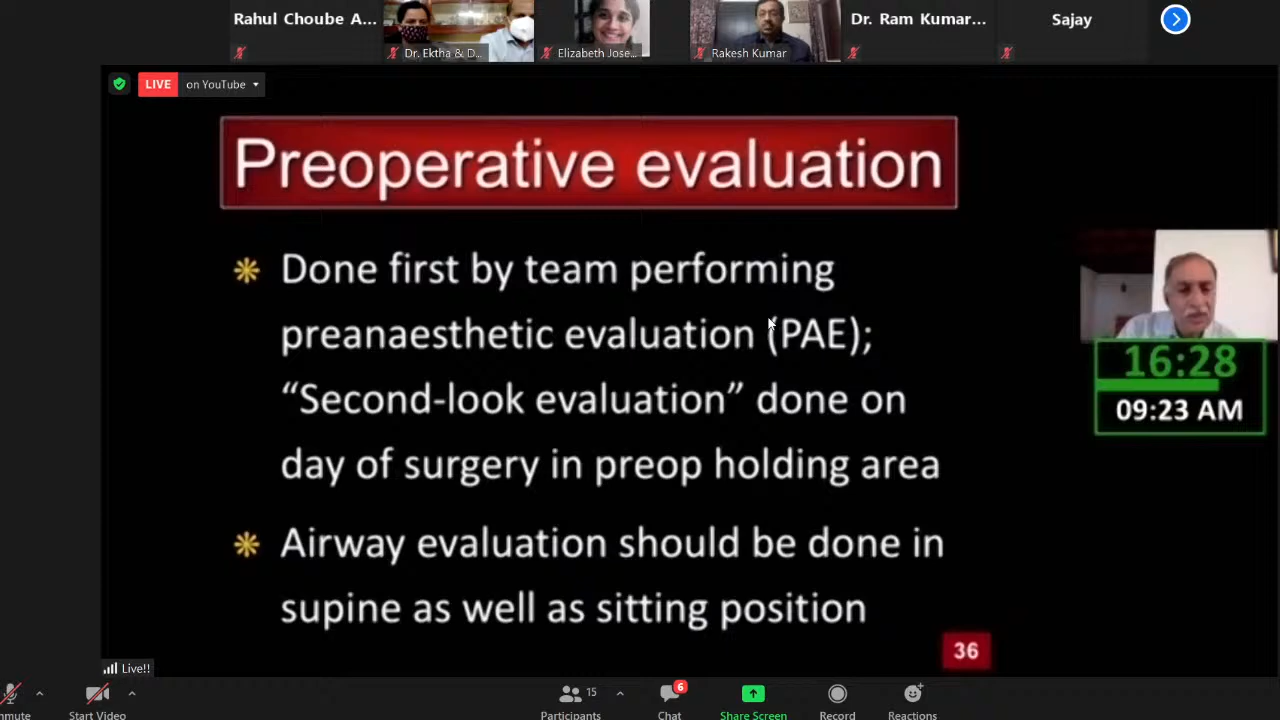 Rahul Choube A...
Dr. Ektha & D...
Elizabeth Jose...
Rakesh Kumar
Dr. Ram Kumar...
Sajay
LIVE on YouTube
Preoperative evaluation
Done first by team performing
preanaesthetic evaluation (PAE);
“Second-look evaluation” done on
day of surgery in preop holding area
Airway evaluation should be done in
supine as well as sitting position
36
16:28
09:23 AM
Live!!
nmute
Start Video
Participants
15
Chat
6
Share Screen
Record
Reactions